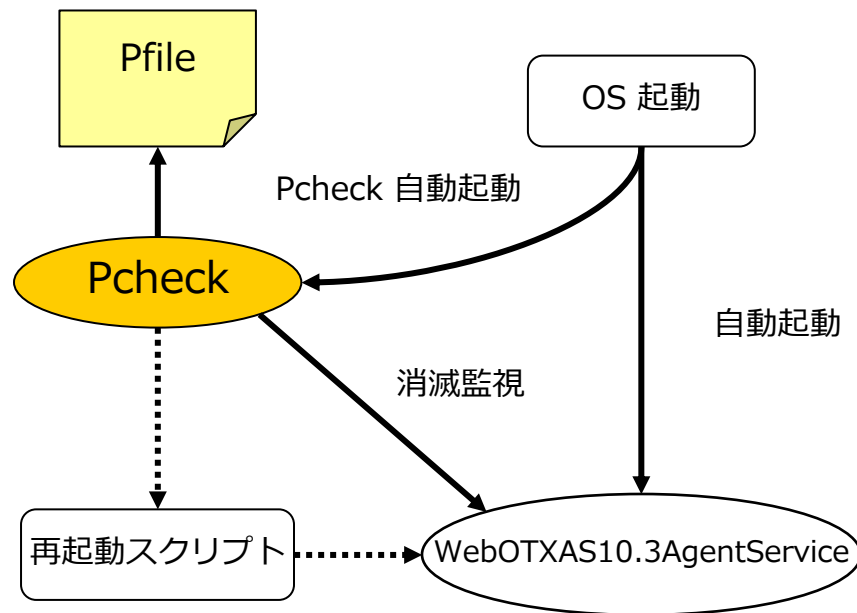 Pfile
OS 起動
Pcheck 自動起動
Pcheck
自動起動
消滅監視
再起動スクリプト
WebOTXAS10.3AgentService